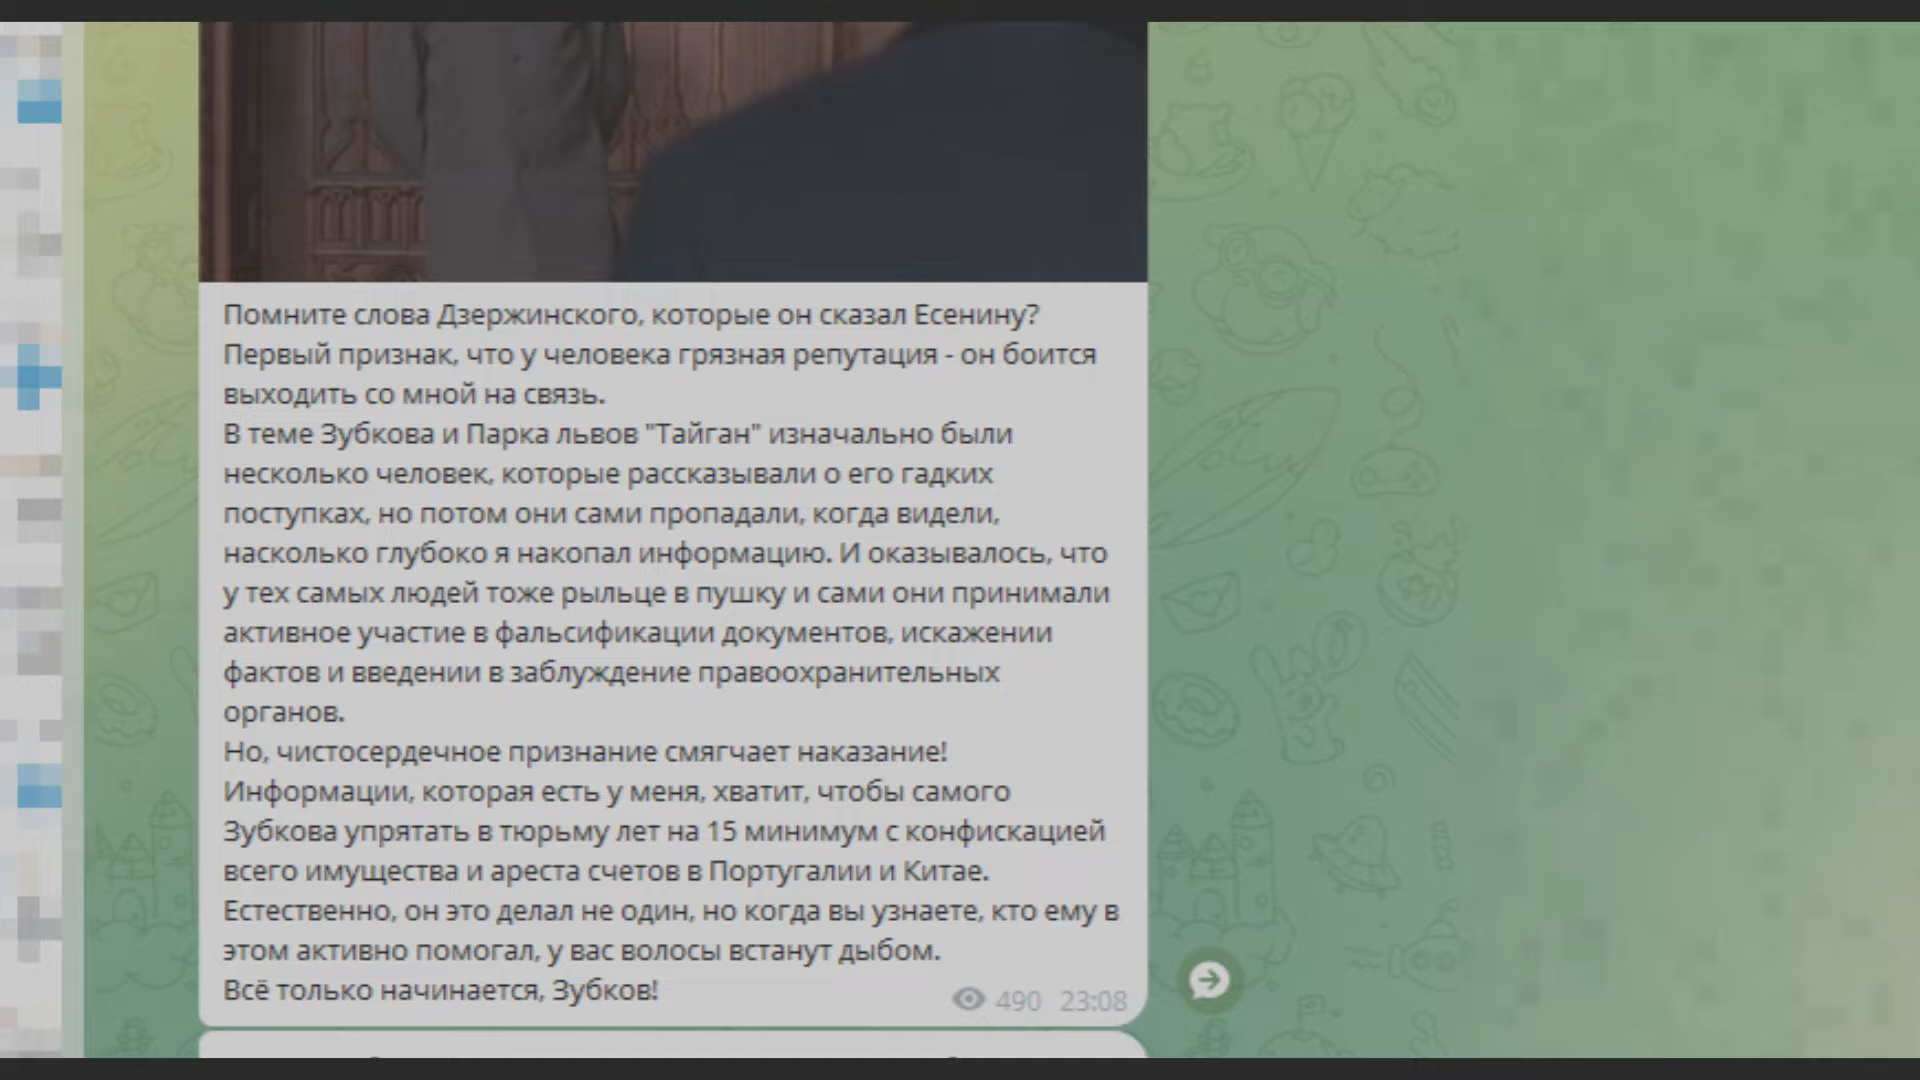 Помните слова Дзержинского, которые он сказал Есенину?
Первый признак, что у человека грязная репутация - он боится
выходить со мной на связь.
В теме Зубкова и Парка львов "Тайган" изначально были
несколько человек, которые рассказывали о его гадких
поступках, но потом они сами пропадали, когда видели,
насколько глубоко я накопал информацию. И оказывалось, что
у тех самых людей тоже рыльце в пушку и сами они принимали
активное участие в фальсификации документов, искажении
фактов и введении в заблуждение правоохранительных
органов.
Но, чистосердечное признание смягчает наказание!
Информации, которая есть у меня, хватит, чтобы самого
Зубкова упрятать в тюрьму лет на 15 минимум с конфискацией
всего имущества и ареста счетов в Португалии и Китае.
Естественно, он это делал не один, но когда вы узнаете, кто ему в
этом активно помогал, у вас волосы встанут дыбом.
Всё только начинается, Зубков!
490 23:08